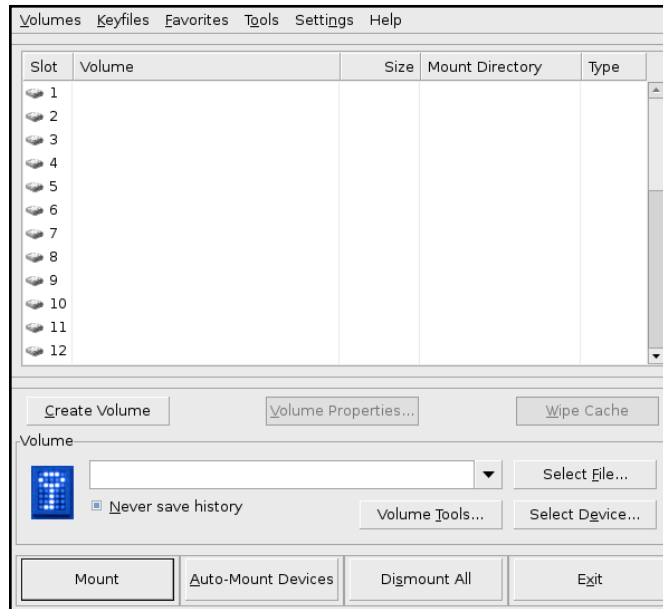 Volumes Keyfiles Favorites Tools Settings Help
Slot Volume Size Mount Directory Type
1
2
3
4
5
6
7
8
9
10
11
12
Create Volume Volume Properties... Wipe Cache
Volume
Select File...
Never save history
Volume Tools... Select Device...
Mount Auto-Mount Devices Dismount All Exit